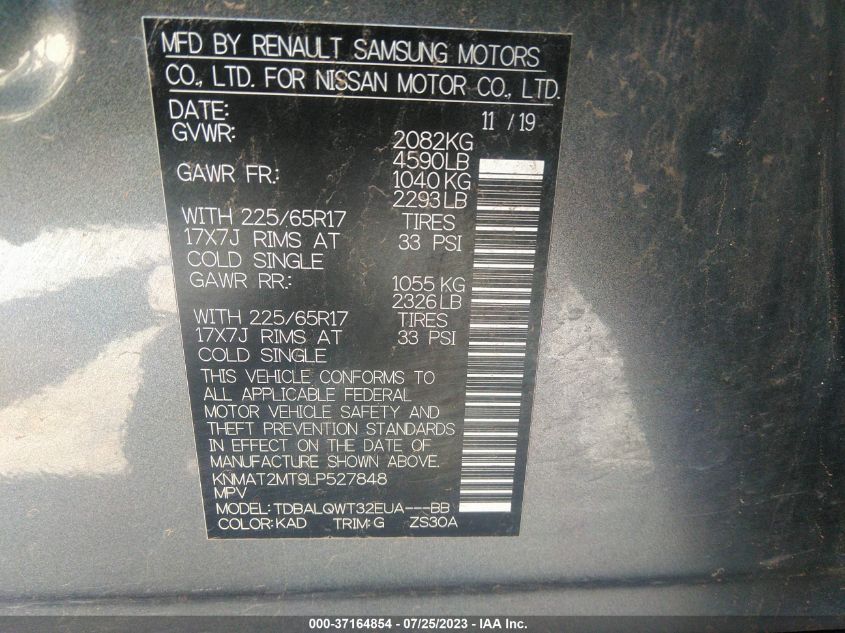 MFD BY RENAULT SAMSUNG MOTORS
CO., LTD. FOR NISSAN MOTOR CO., LTD.
DATE: 11 / 19
GVWR: 2082KG
4590LB
GAWR FR: 1040 KG
2293 LB
WITH 225/65R17 TIRES
17X7J RIMS AT 33 PSI
COLD SINGLE
GAWR RR: 1055 KG
2326 LB
WITH 225/65R17 TIRES
17X7J RIMS AT 33 PSI
COLD SINGLE
THIS VEHICLE CONFORMS TO
ALL APPLICABLE FEDERAL
MOTOR VEHICLE SAFETY AND
THEFT PREVENTION STANDARDS
IN EFFECT ON THE DATE OF
MANUFACTURE SHOWN ABOVE.
KNMAT2MT9LP527848
MPV
MODEL: TDBALQWT32EUA---BB
COLOR: KAD TRIM: G ZS30A
000-37164854 / 07/25/2023 - © IAA Inc.